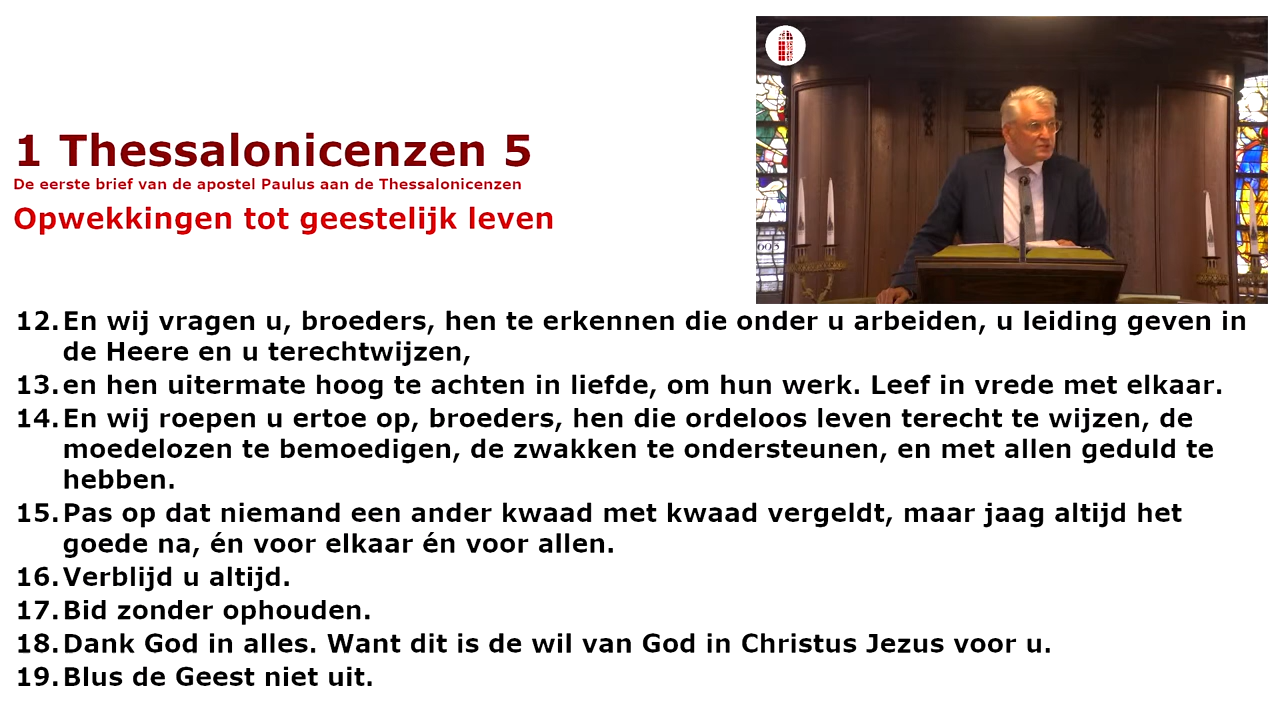 1 Thessalonicenzen 5
De eerste brief van de apostel Paulus aan de Thessalonicenzen
Opwekkingen tot geestelijk leven
12. En wij vragen u, broeders, hen te erkennen die onder u arbeiden, u leiding geven in
de Heere en u terechtwijzen,
13. en hen uitermate hoog te achten in liefde, om hun werk. Leef in vrede met elkaar.
14. En wij roepen u ertoe op, broeders, hen die ordeloos leven terecht te wijzen, de
moedelozen te bemoedigen, de zwakken te ondersteunen, en met allen geduld te
hebben.
15. Pas op dat niemand een ander kwaad met kwaad vergeldt, maar jaag altijd het
goede na, én voor elkaar én voor allen.
16. Verblijd u altijd.
17. Bid zonder ophouden.
18. Dank God in alles. Want dit is de wil van God in Christus Jezus voor u.
19. Blus de Geest niet uit.